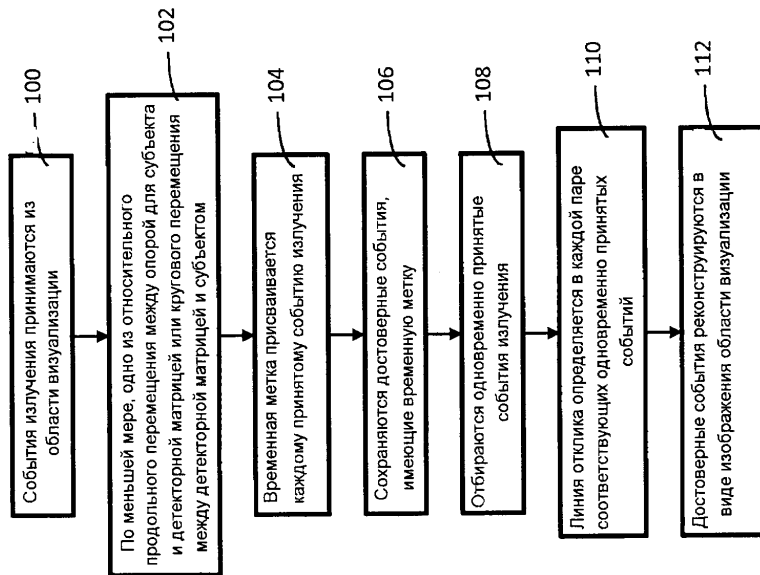 События излучения принимаются из
области визуализации
100
По меньшей мере, одно из относительного
продольного перемещения между опорой для субъекта
и детекторной матрицей или кругового перемещения
между детекторной матрицей и субъектом
102
Временная метка присваивается
каждому принятому событию излучения
104
Сохраняются достоверные события,
имеющие временную метку
106
Отбираются одновременно принятые
события излучения
108
Линия отклика определяется в каждой паре
соответствующих одновременно принятых
событий
110
Достоверные события реконструируются в
виде изображения области визуализации
112